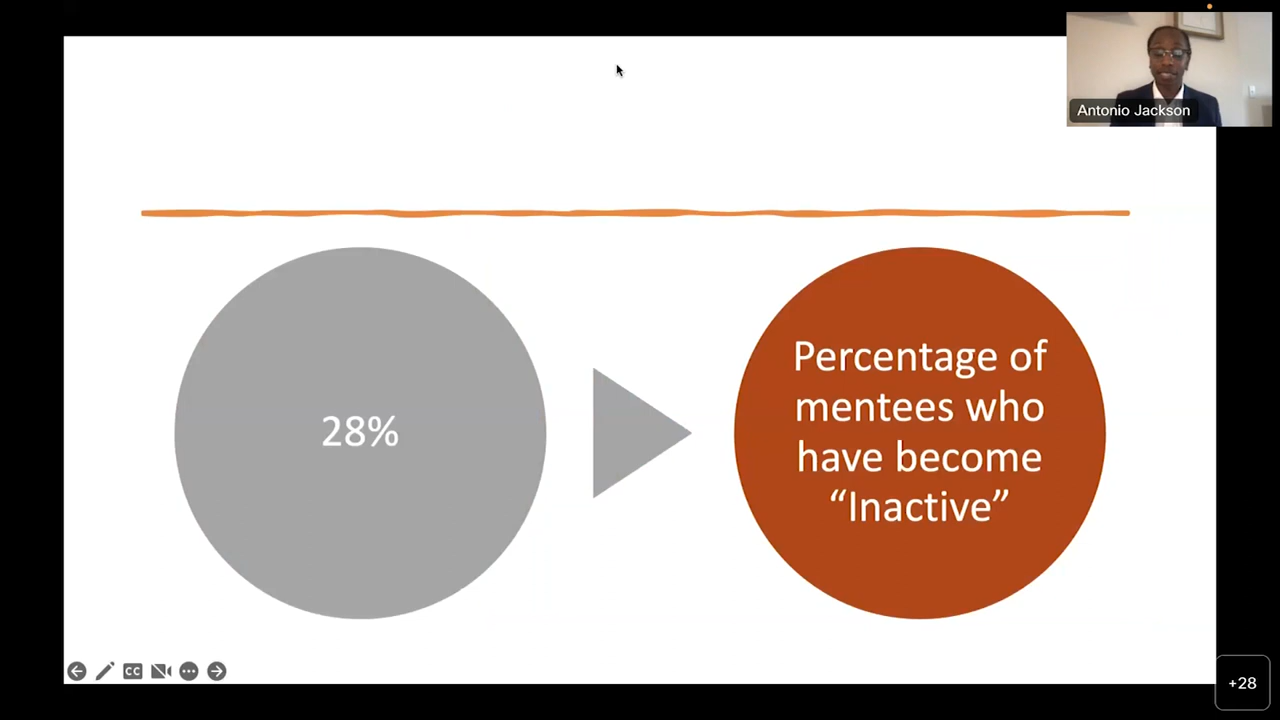 Antonio Jackson
28%
Percentage of
mentees who
have become
“Inactive”
CC
+28